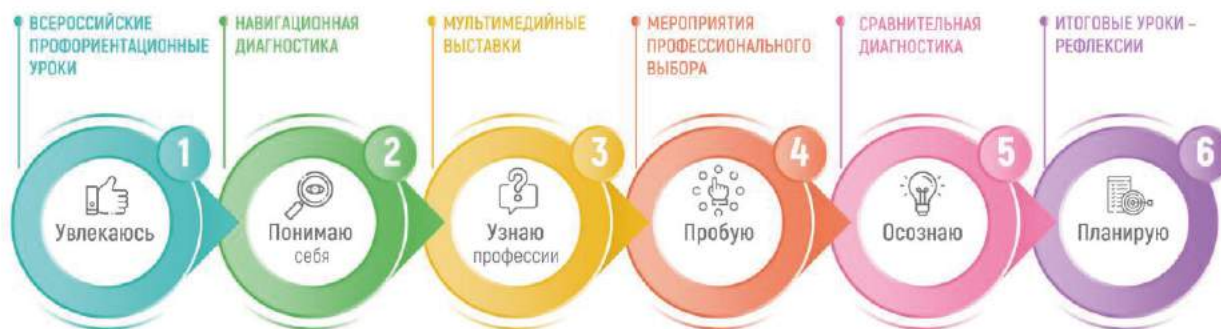 ВСЕРОССИЙСКИЕ
ПРОФОРИЕНТАЦИОННЫЕ
УРОКИ
1
Увлекаюсь
НАВИГАЦИОННАЯ
ДИАГНОСТИКА
2
Понимаю
себя
МУЛЬТИМЕДИЙНЫЕ
ВЫСТАВКИ
3
Узнаю
профессии
МЕРОПРИЯТИЯ
ПРОФЕССИОНАЛЬНОГО
ВЫБОРА
4
Пробую
СРАВНИТЕЛЬНАЯ
ДИАГНОСТИКА
5
Осознаю
ИТОГОВЫЕ УРОКИ –
РЕФЛЕКСИИ
6
Планирую